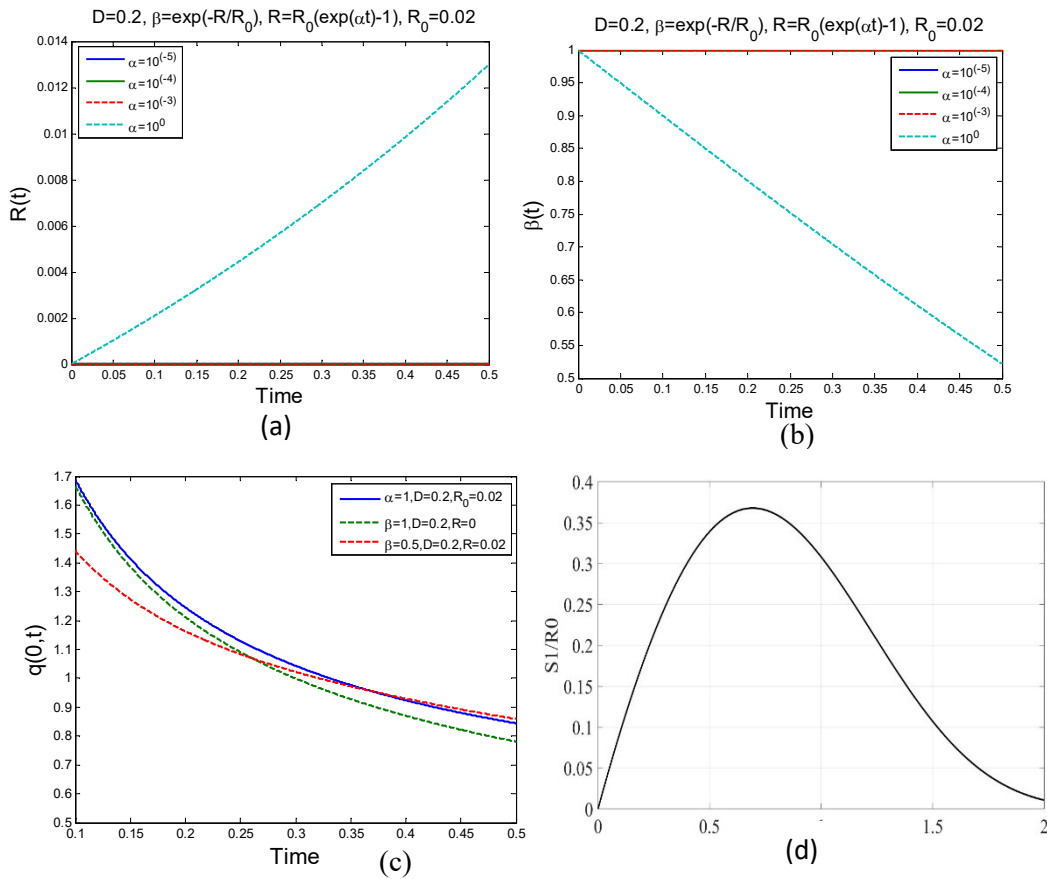 D=0.2, β=exp(-R/R₀), R=R₀(exp(αt)-1), R₀=0.02
0.014
0.012
0.01
0.008
0.006
0.004
0.002
0
R(t)
α=10⁽⁻⁵⁾
α=10⁽⁻⁴⁾
α=10⁽⁻³⁾
α=10⁰
0 0.05 0.1 0.15 0.2 0.25 0.3 0.35 0.4 0.45 0.5
Time
(a)
D=0.2, β=exp(-R/R₀), R=R₀(exp(αt)-1), R₀=0.02
1
0.95
0.9
0.85
0.8
0.75
0.7
0.65
0.6
0.55
0.5
β(t)
α=10⁽⁻⁵⁾
α=10⁽⁻⁴⁾
α=10⁽⁻³⁾
α=10⁰
0 0.05 0.1 0.15 0.2 0.25 0.3 0.35 0.4 0.45 0.5
Time
(b)
1.7
1.6
1.5
1.4
1.3
1.2
1.1
1
0.9
0.8
0.7
0.6
0.5
q(0,t)
α=1,D=0.2,R₀=0.02
β=1,D=0.2,R=0
β=0.5,D=0.2,R=0.02
0.1 0.15 0.2 0.25 0.3 0.35 0.4 0.45 0.5
Time
(c)
0.4
0.35
0.3
0.25
0.2
0.15
0.1
0.05
0
S1/R0
0 0.5 1 1.5 2
(d)